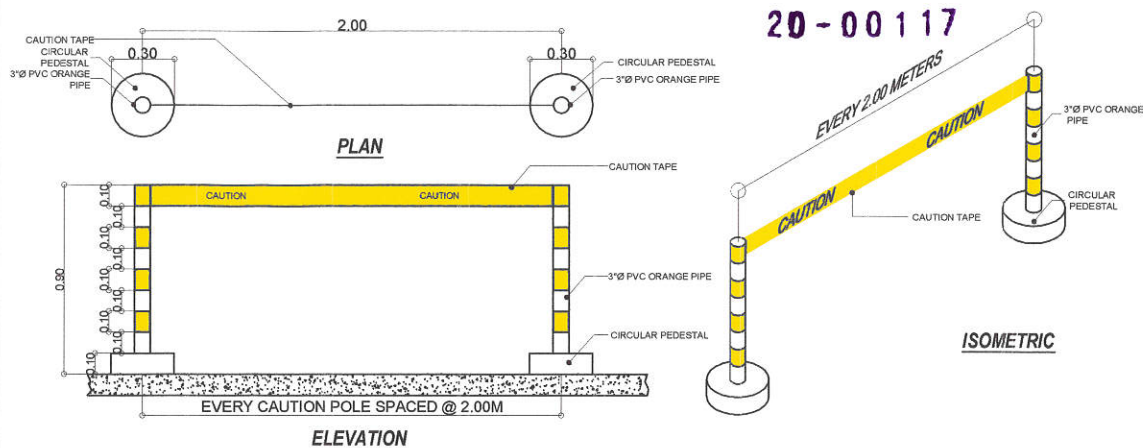 20-00117
2.00
CAUTION TAPE
CIRCULAR
PEDESTAL
3"Ø PVC ORANGE
PIPE
0.30
0.30
CIRCULAR PEDESTAL
3"Ø PVC ORANGE PIPE
PLAN
CAUTION TAPE
CAUTION
CAUTION
0.90
0.10
0.10
0.10
0.10
0.10
0.10
0.10
0.10
0.10
3"Ø PVC ORANGE PIPE
CIRCULAR PEDESTAL
EVERY CAUTION POLE SPACED @ 2.00M
ELEVATION
EVERY 2.00 METERS
CAUTION
CAUTION
3"Ø PVC ORANGE
PIPE
CIRCULAR
PEDESTAL
CAUTION TAPE
ISOMETRIC